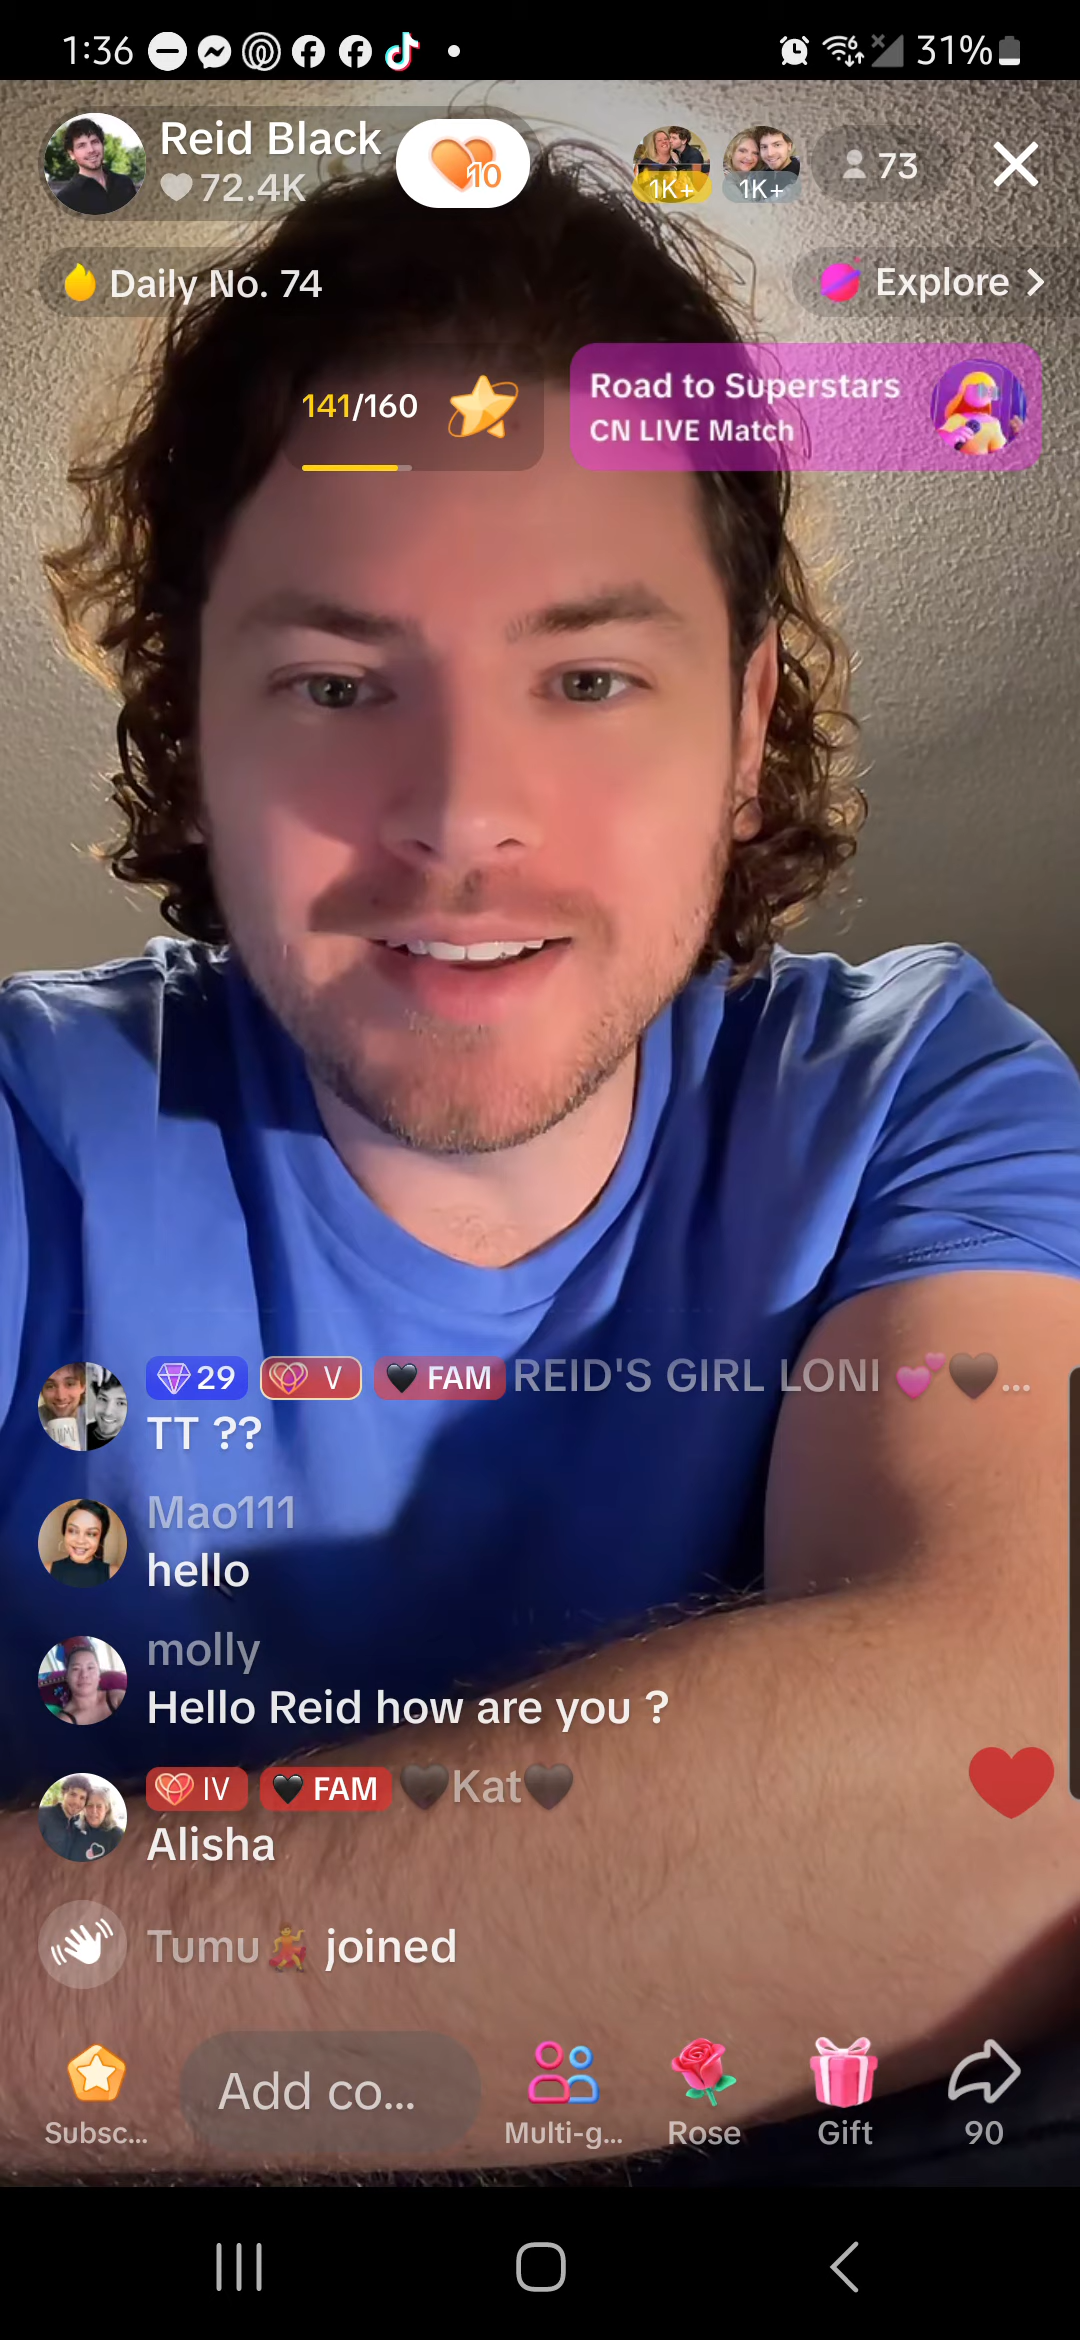 1:36
31%
Reid Black
72.4K
10
1K+
1K+
73
Daily No. 74
Explore
141/160
Road to Superstars
CN LIVE Match
29 V FAM REID'S GIRL LONI 💕🖤...
TT ??
Mao111
hello
molly
Hello Reid how are you ?
IV FAM 🖤Kat🖤
Alisha
Tumu💃 joined
Add co...
Subsc...
Multi-g...
Rose
Gift
90